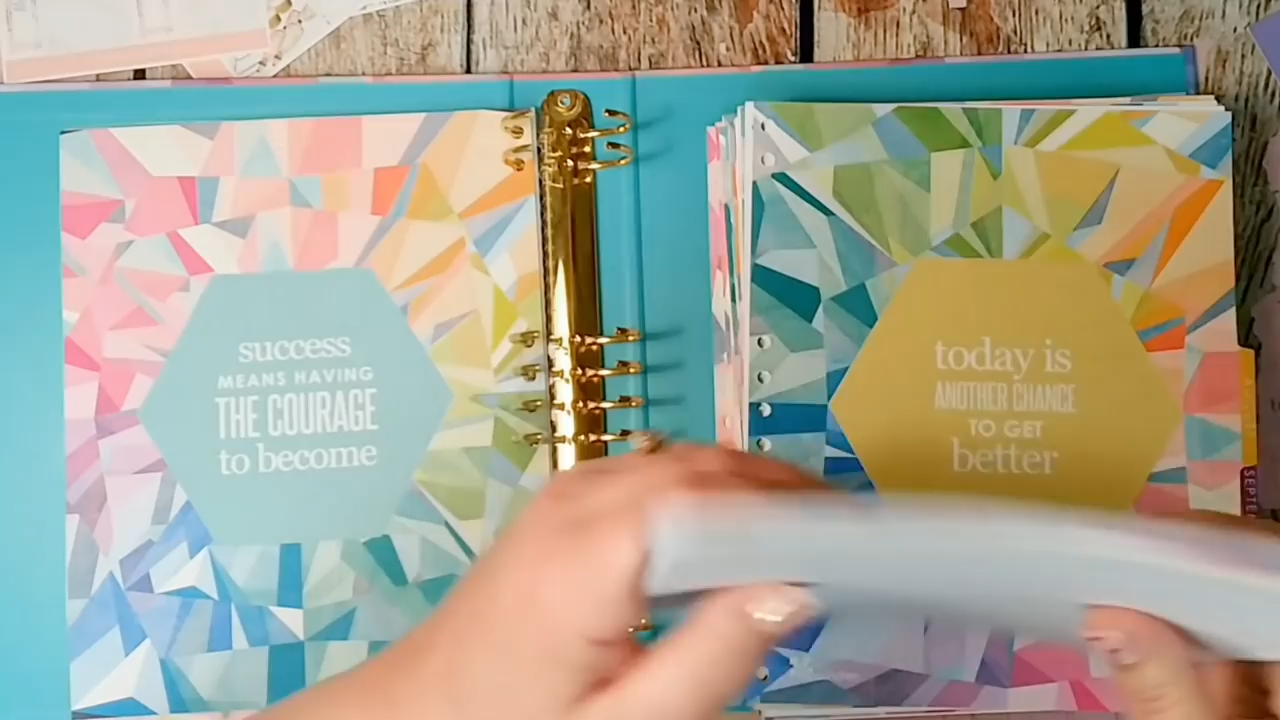 success
MEANS HAVING
THE COURAGE
to become
today is
ANOTHER CHANCE
TO GET
better